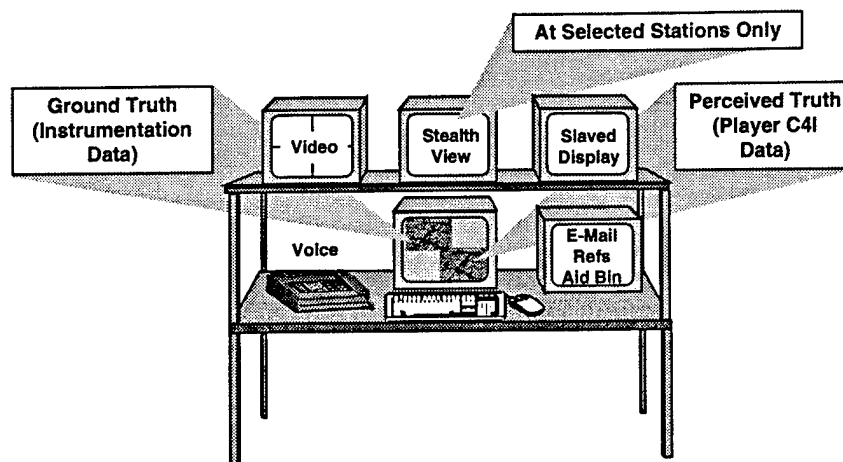 At Selected Stations Only
Ground Truth
(Instrumentation
Data)
Perceived Truth
(Player C4I
Data)
Video
Stealth
View
Slaved
Display
Voice
E-Mail
Refs
Aid Bin